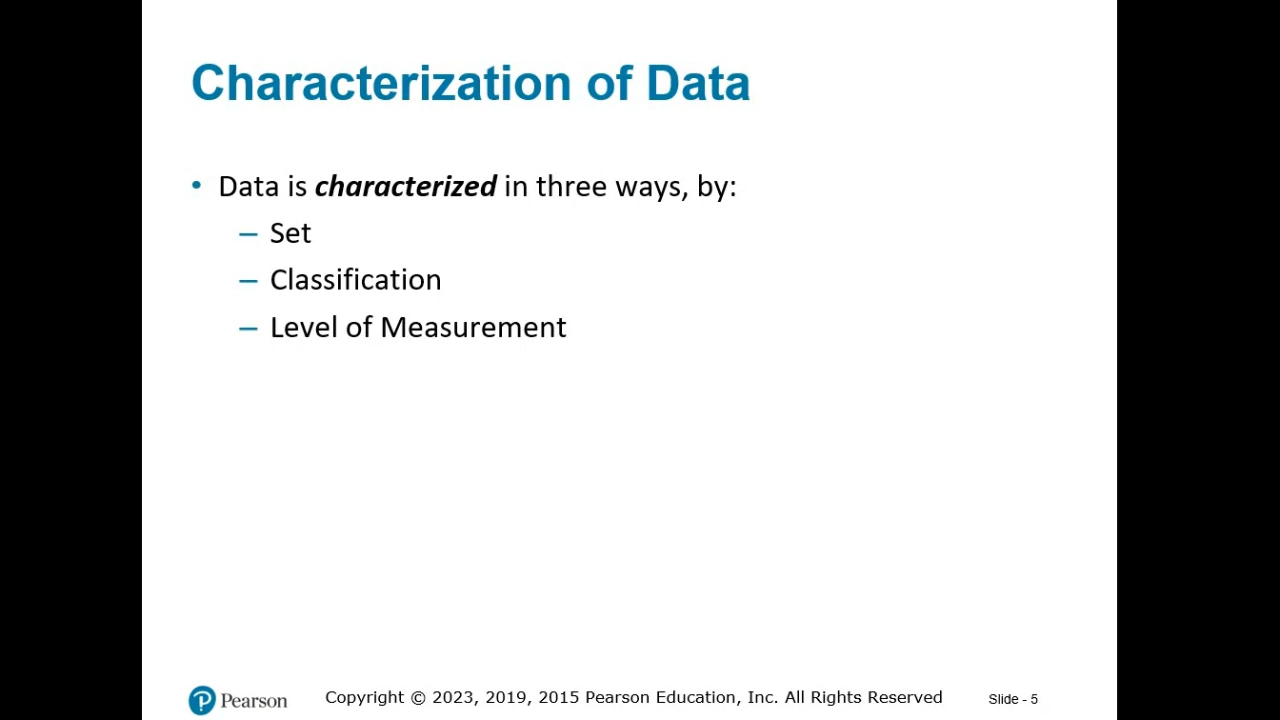 Characterization of Data
• Data is characterized in three ways, by:
– Set
– Classification
– Level of Measurement
Pearson
Copyright © 2023, 2019, 2015 Pearson Education, Inc. All Rights Reserved
Slide - 5